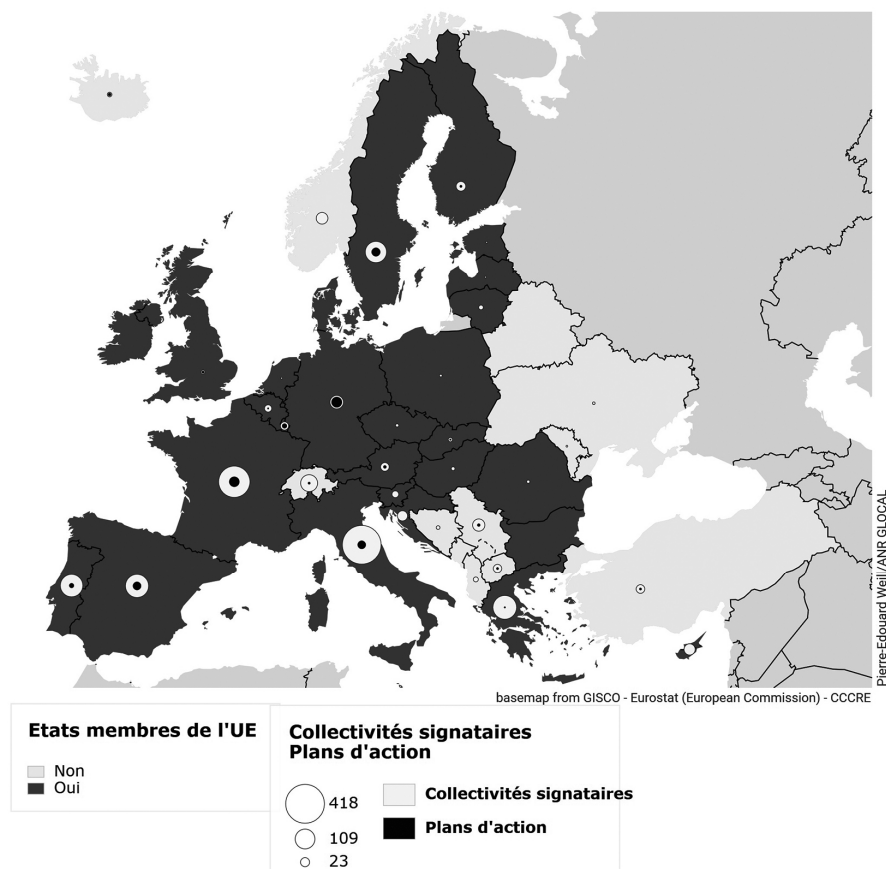 Pierre-Edouard Weill/ANR GLOCAL
basemap from GISCO - Eurostat (European Commission) - CCCRE
Etats membres de l'UE
Non
Oui
Collectivités signataires
Plans d'action
418
109
23
Collectivités signataires
Plans d'action